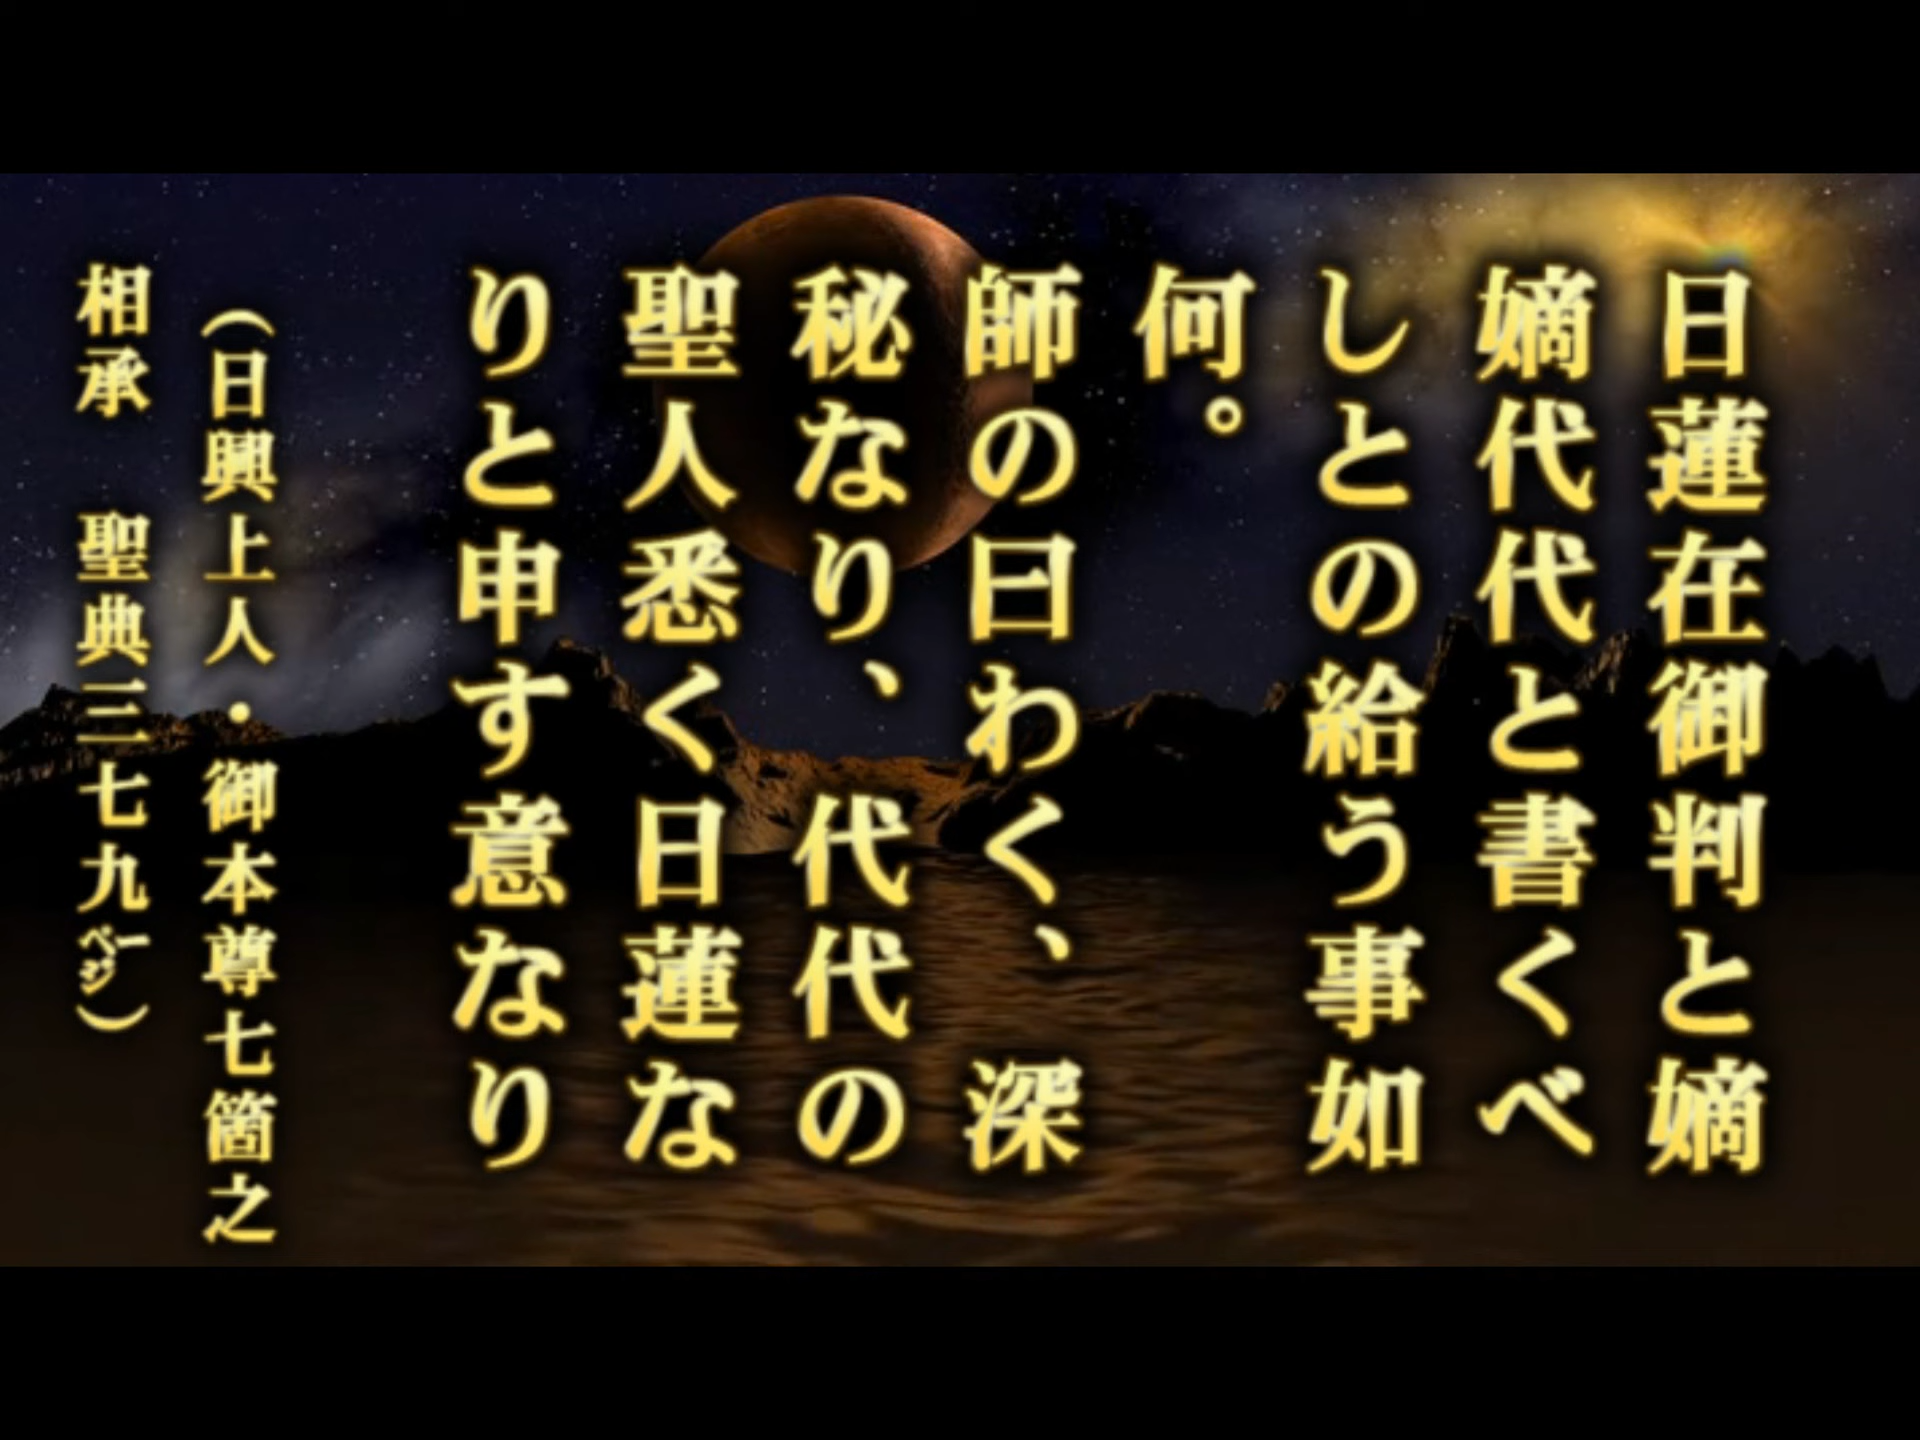 日蓮在御判と嫡
嫡代代と書くべ
しとの給う事如
何。
師の曰わく、　深
秘なり、　代代の
聖人悉く日蓮な
りと申す意なり
（日興上人・御本尊七箇之
相承　聖典三七九ページ）